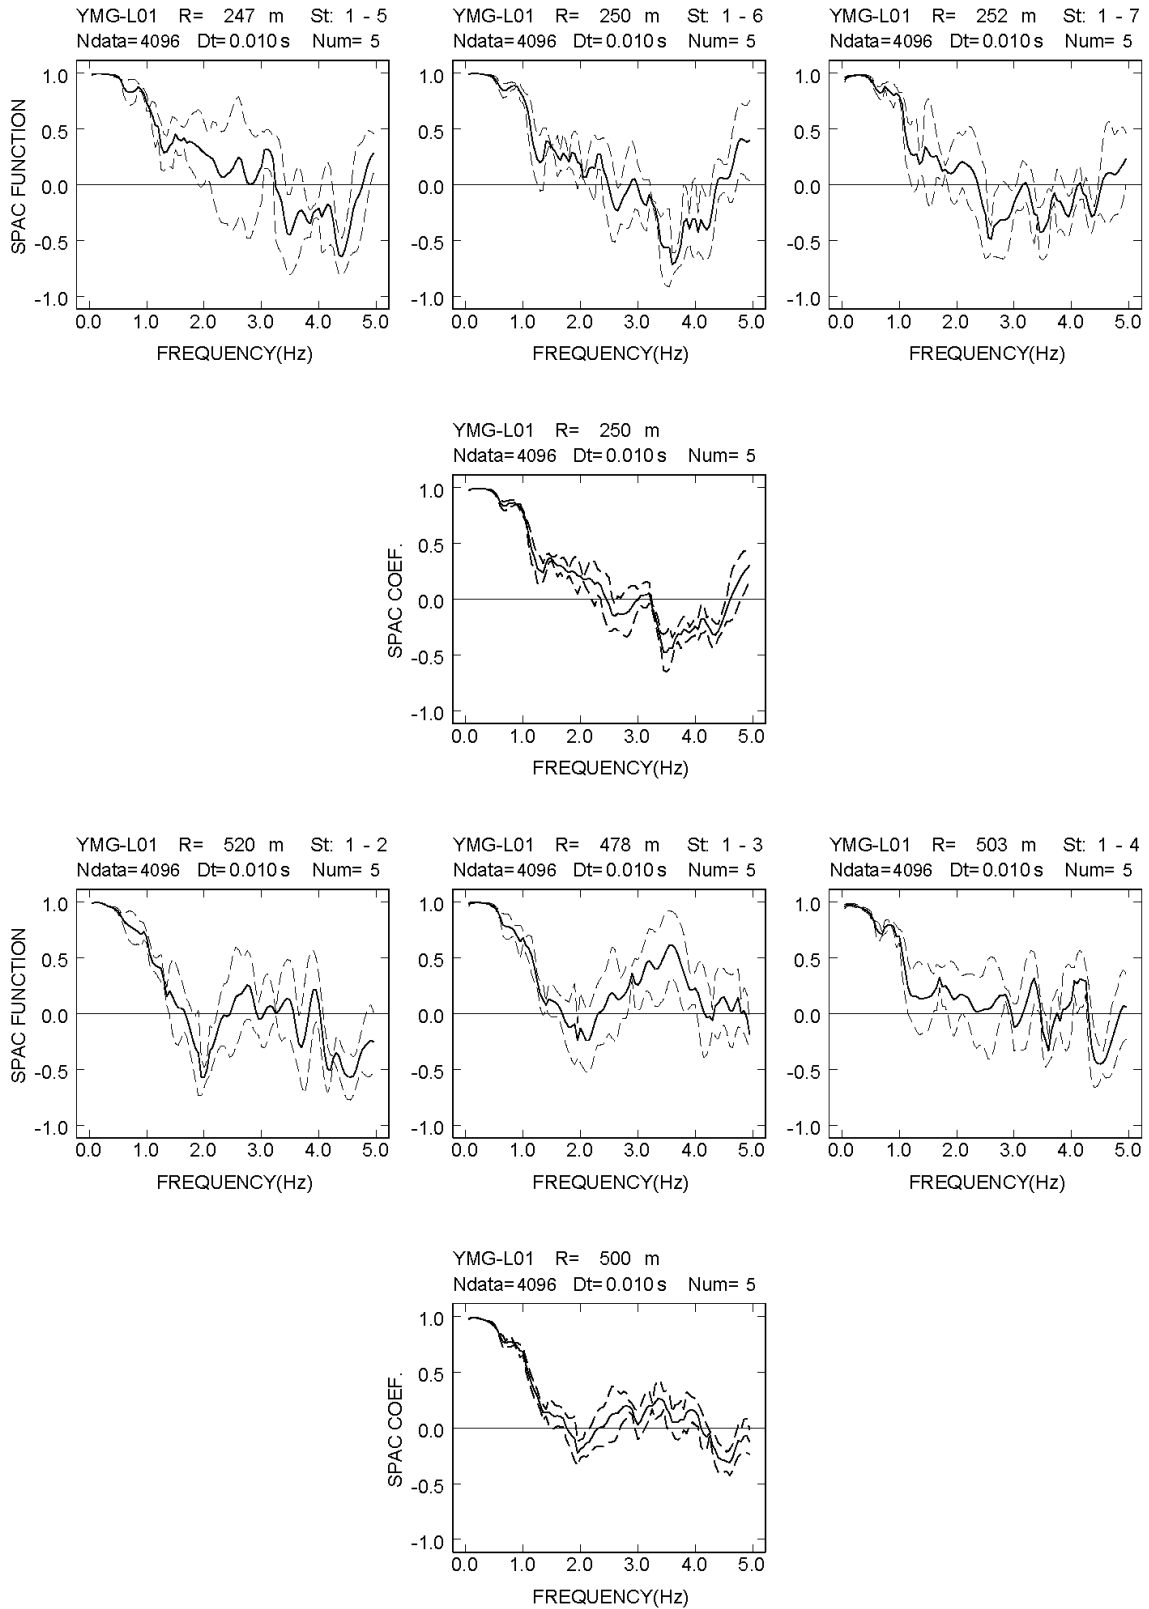 YMG-L01 R= 247 m St: 1 - 5
Ndata=4096 Dt=0.010 s Num= 5
SPAC FUNCTION
1.0
0.5
0.0
-0.5
-1.0
0.0 1.0 2.0 3.0 4.0 5.0
FREQUENCY(Hz)
YMG-L01 R= 250 m St: 1 - 6
Ndata=4096 Dt=0.010 s Num= 5
1.0
0.5
0.0
-0.5
-1.0
0.0 1.0 2.0 3.0 4.0 5.0
FREQUENCY(Hz)
YMG-L01 R= 252 m St: 1 - 7
Ndata=4096 Dt=0.010 s Num= 5
1.0
0.5
0.0
-0.5
-1.0
0.0 1.0 2.0 3.0 4.0 5.0
FREQUENCY(Hz)
YMG-L01 R= 250 m
Ndata=4096 Dt=0.010 s Num= 5
SPAC COEF.
1.0
0.5
0.0
-0.5
-1.0
0.0 1.0 2.0 3.0 4.0 5.0
FREQUENCY(Hz)
YMG-L01 R= 520 m St: 1 - 2
Ndata=4096 Dt=0.010 s Num= 5
SPAC FUNCTION
1.0
0.5
0.0
-0.5
-1.0
0.0 1.0 2.0 3.0 4.0 5.0
FREQUENCY(Hz)
YMG-L01 R= 478 m St: 1 - 3
Ndata=4096 Dt=0.010 s Num= 5
1.0
0.5
0.0
-0.5
-1.0
0.0 1.0 2.0 3.0 4.0 5.0
FREQUENCY(Hz)
YMG-L01 R= 503 m St: 1 - 4
Ndata=4096 Dt=0.010 s Num= 5
1.0
0.5
0.0
-0.5
-1.0
0.0 1.0 2.0 3.0 4.0 5.0
FREQUENCY(Hz)
YMG-L01 R= 500 m
Ndata=4096 Dt=0.010 s Num= 5
SPAC COEF.
1.0
0.5
0.0
-0.5
-1.0
0.0 1.0 2.0 3.0 4.0 5.0
FREQUENCY(Hz)